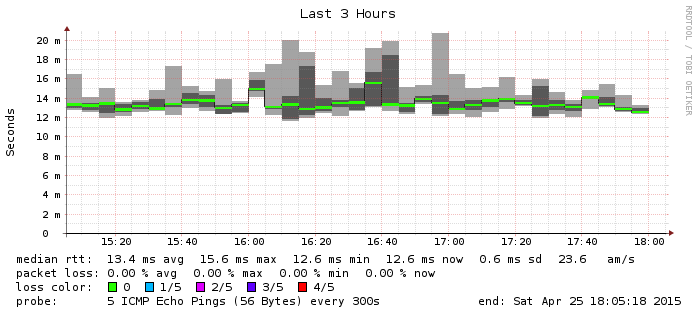 Last 3 Hours
RRDTOOL / TOBI OETIKER
Seconds
20 m
18 m
16 m
14 m
12 m
10 m
8 m
6 m
4 m
2 m
0
15:20 15:40 16:00 16:20 16:40 17:00 17:20 17:40 18:00
median rtt: 13.4 ms avg 15.6 ms max 12.6 ms min 12.6 ms now 0.6 ms sd 23.6 am/s
packet loss: 0.00 % avg 0.00 % max 0.00 % min 0.00 % now
loss color: 0 1/5 2/5 3/5 4/5
probe: 5 ICMP Echo Pings (56 Bytes) every 300s end: Sat Apr 25 18:05:18 2015